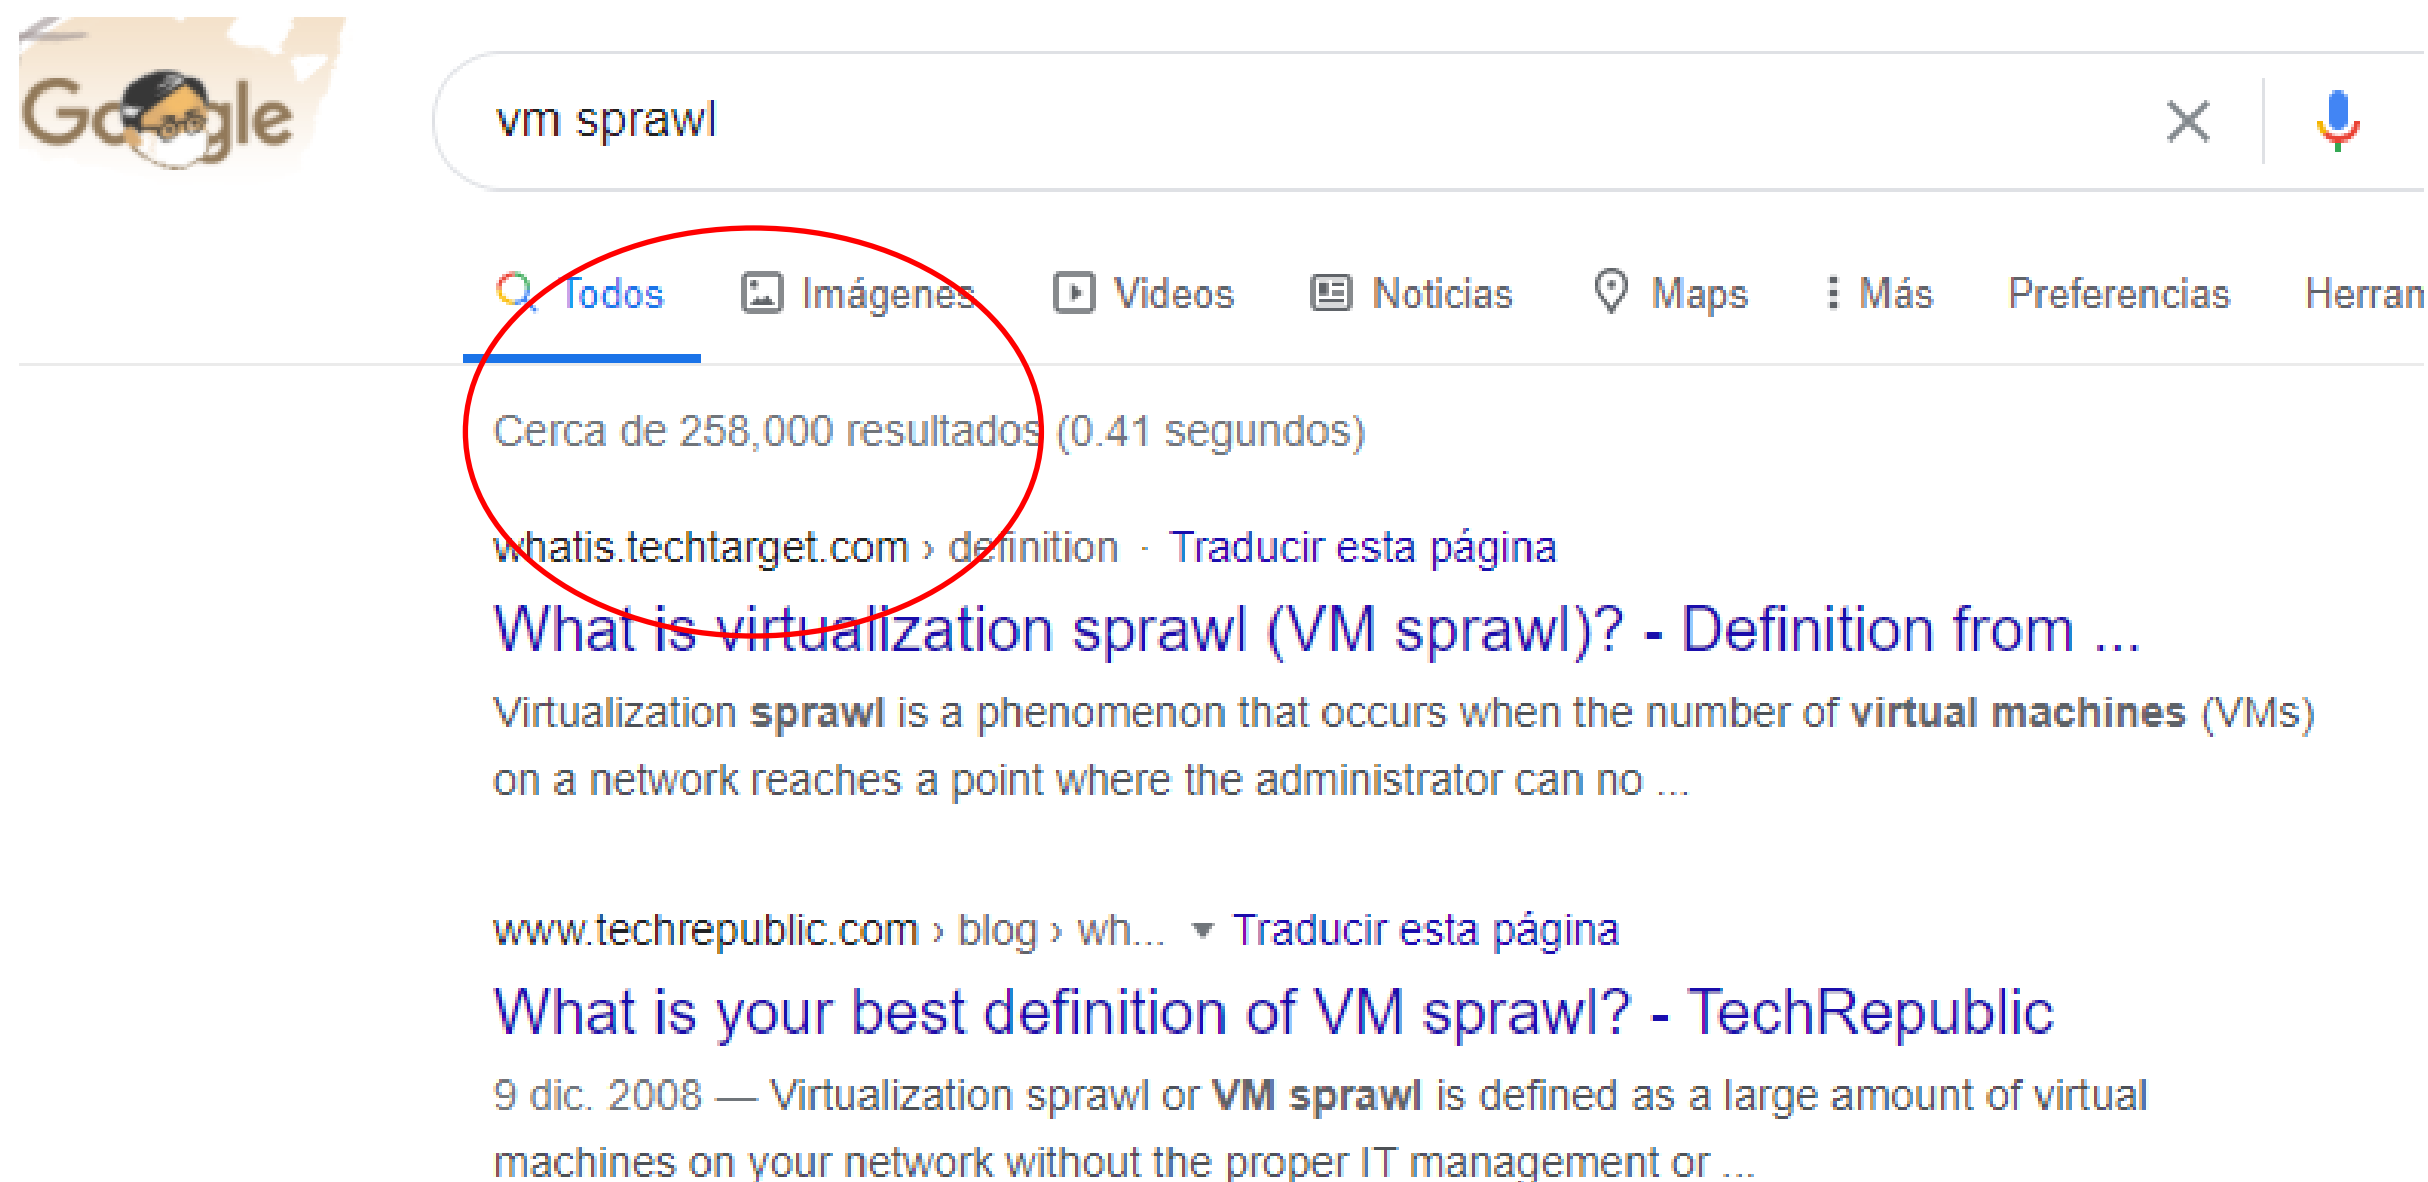 Google
vm sprawl
Todos Imágenes Videos Noticias Maps Más Preferencias
Cerca de 258,000 resultados (0.41 segundos)
whatis.techtarget.com › definition · Traducir esta página
What is virtualization sprawl (VM sprawl)? - Definition from ...
Virtualization sprawl is a phenomenon that occurs when the number of virtual machines (VMs)
on a network reaches a point where the administrator can no ...
www.techrepublic.com › blog › wh... ▼ Traducir esta página
What is your best definition of VM sprawl? - TechRepublic
9 dic. 2008 — Virtualization sprawl or VM sprawl is defined as a large amount of virtual
machines on your network without the proper IT management or ...